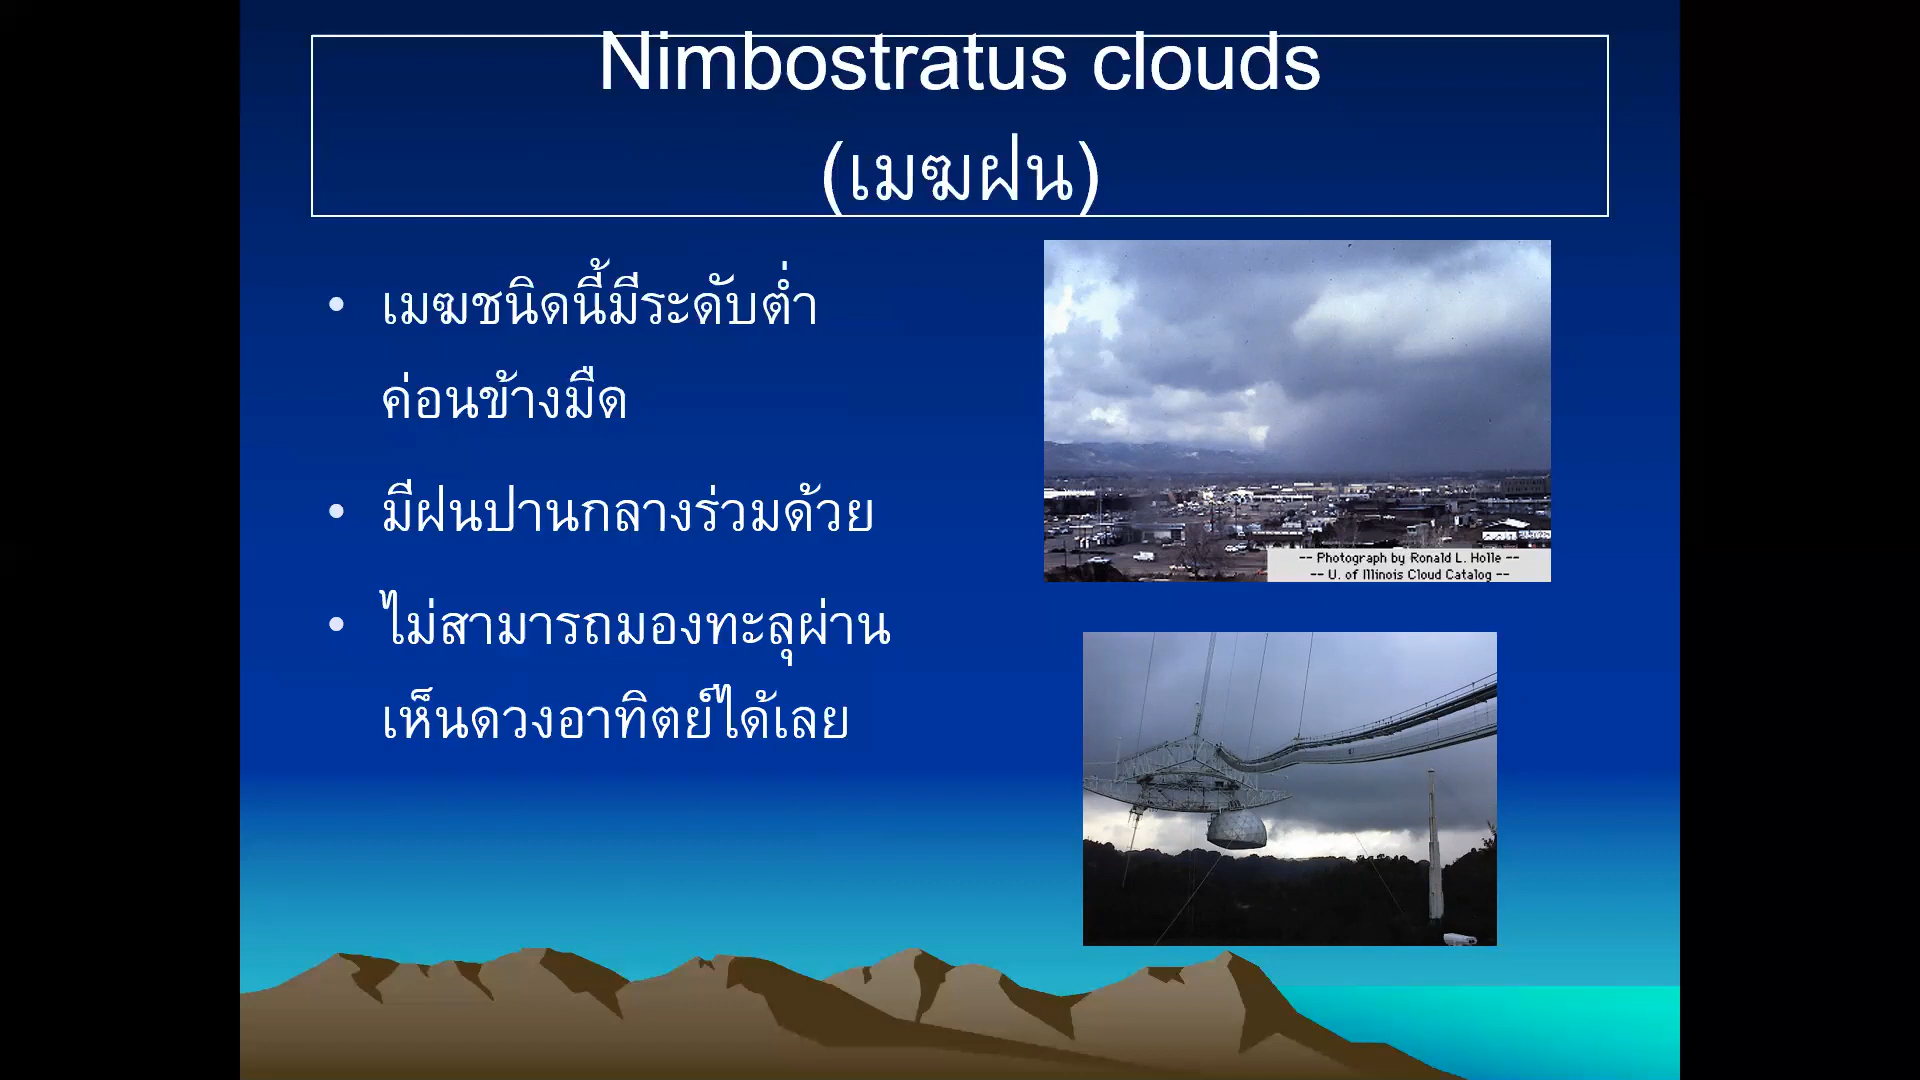 Nimbostratus clouds
(เมฆฝน)
• เมฆชนิดนี้มีระดับต่ำ
ค่อนข้างมืด
• มีฝนปานกลางร่วมด้วย
• ไม่สามารถมองทะลุผ่าน
เห็นดวงอาทิตย์ได้เลย
-- Photograph by Ronald L. Holle --
-- U. of Illinois Cloud Catalog --